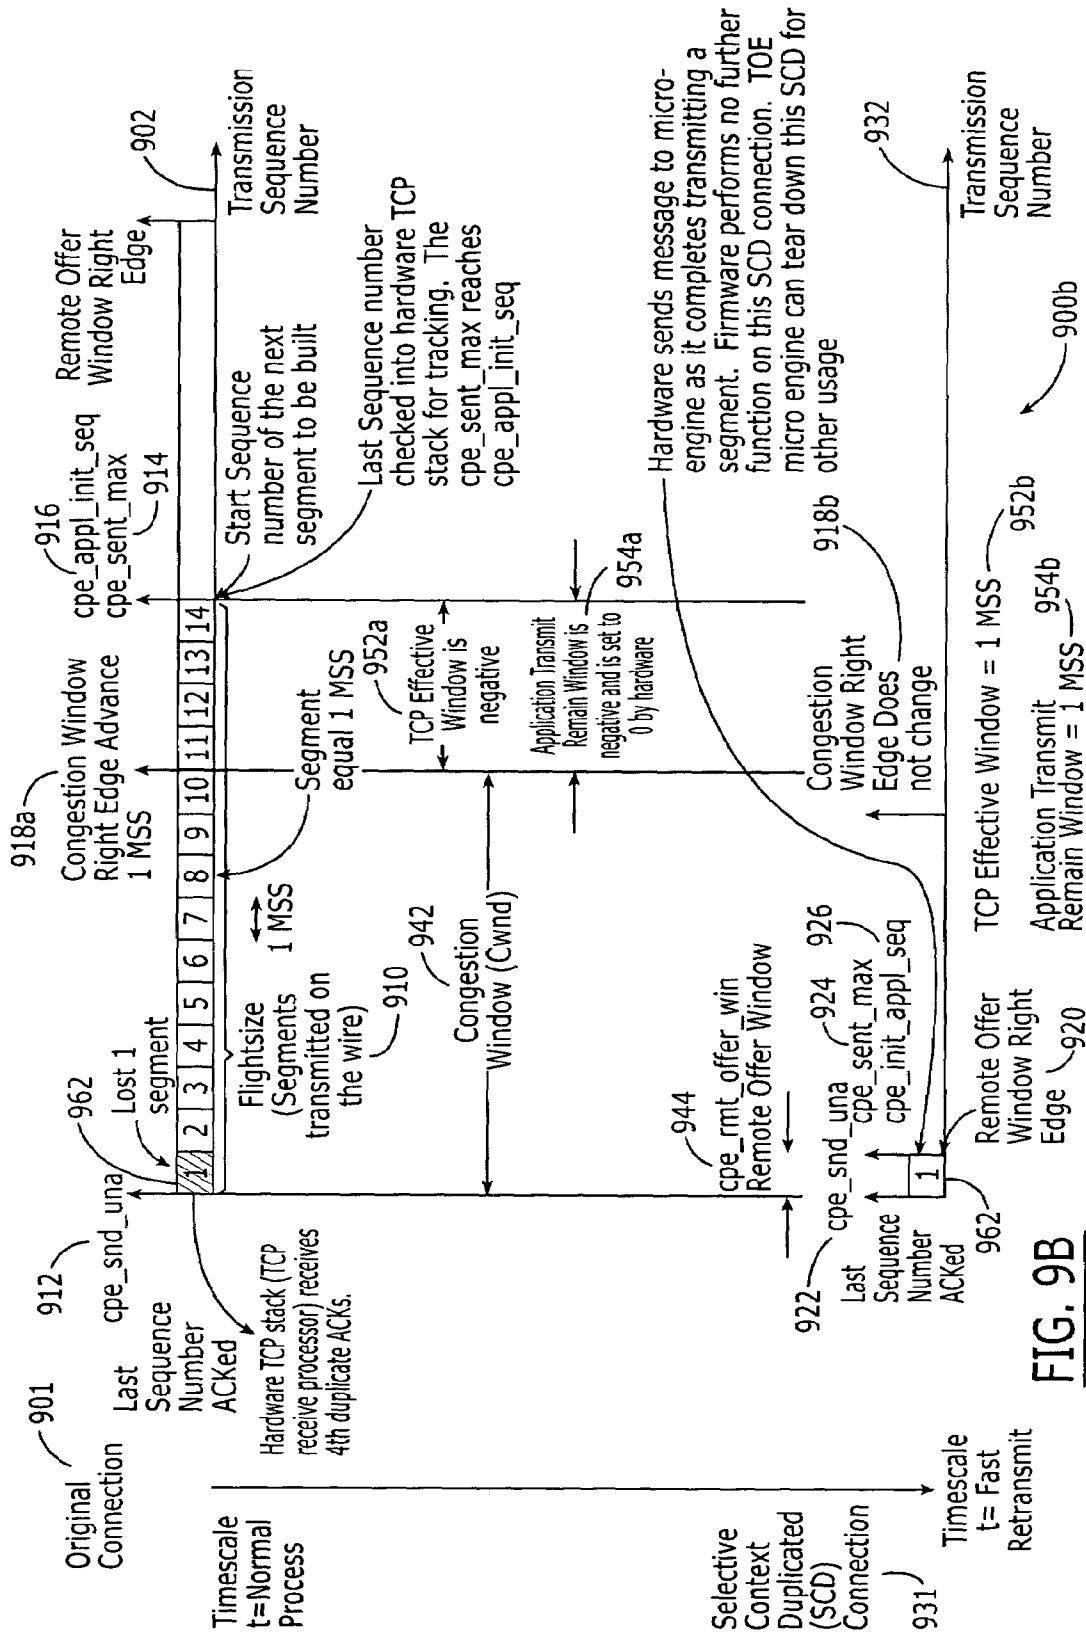 Original
Connection
901
Last
Sequence
Number
ACKed
912
cpe_snd_una
962
Lost 1
segment
918a
Congestion Window
Right Edge Advance
1 MSS
916
cpe_appl_init_seq
cpe_sent_max
914
Remote Offer
Window Right
Edge
902
Transmission
Sequence
Number
1 2 3 4 5 6 7 8 9 10 11 12 13 14
Timescale
t=Normal
Process
Hardware TCP stack (TCP
receive processor) receives
4th duplicate ACKs.
Flightsize
(Segments
transmitted on
the wire)
910
1 MSS
Segment
equal 1 MSS
Start Sequence
number of the next
segment to be built
Last Sequence number
checked into hardware TCP
stack for tracking. The
cpe_sent_max reaches
cpe_appl_init_seq
952a
TCP Effective
Window is
negative
942
Congestion
Window (Cwnd)
Application Transmit
Remain Window is
negative and is set to
0 by hardware
954a
Hardware sends message to micro-
engine as it completes transmitting a
segment. Firmware performs no further
function on this SCD connection. TOE
micro engine can tear down this SCD for
other usage
944
cpe_rmt_offer_win
Remote Offer Window
Selective
Context
Duplicated
(SCD)
Connection
931
922
cpe_snd_una
924
cpe_sent_max
926
cpe_init_appl_seq
Congestion
Window Right
Edge Does
not change
918b
Last
Sequence
Number
ACKed
1
962
932
Transmission
Sequence
Number
Timescale
t= Fast
Retransmit
Remote Offer
Window Right
Edge
920
TCP Effective Window = 1 MSS
952b
Application Transmit
Remain Window = 1 MSS
954b
900b
FIG. 9B